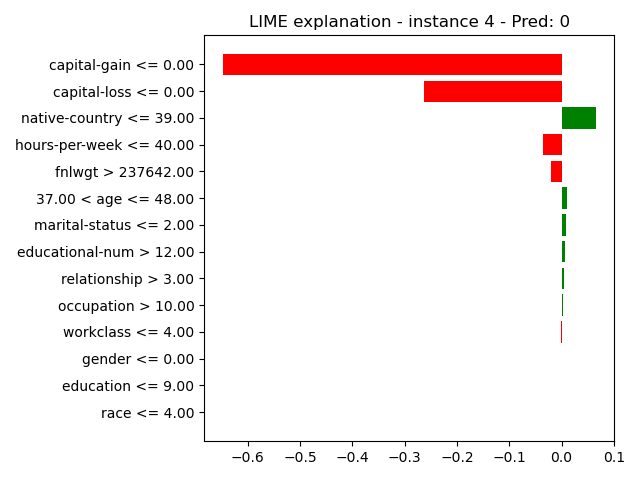 LIME explanation - instance 4 - Pred: 0
capital-gain <= 0.00
capital-loss <= 0.00
native-country <= 39.00
hours-per-week <= 40.00
fnlwgt > 237642.00
37.00 < age <= 48.00
marital-status <= 2.00
educational-num > 12.00
relationship > 3.00
occupation > 10.00
workclass <= 4.00
gender <= 0.00
education <= 9.00
race <= 4.00
−0.6 −0.5 −0.4 −0.3 −0.2 −0.1 0.0 0.1